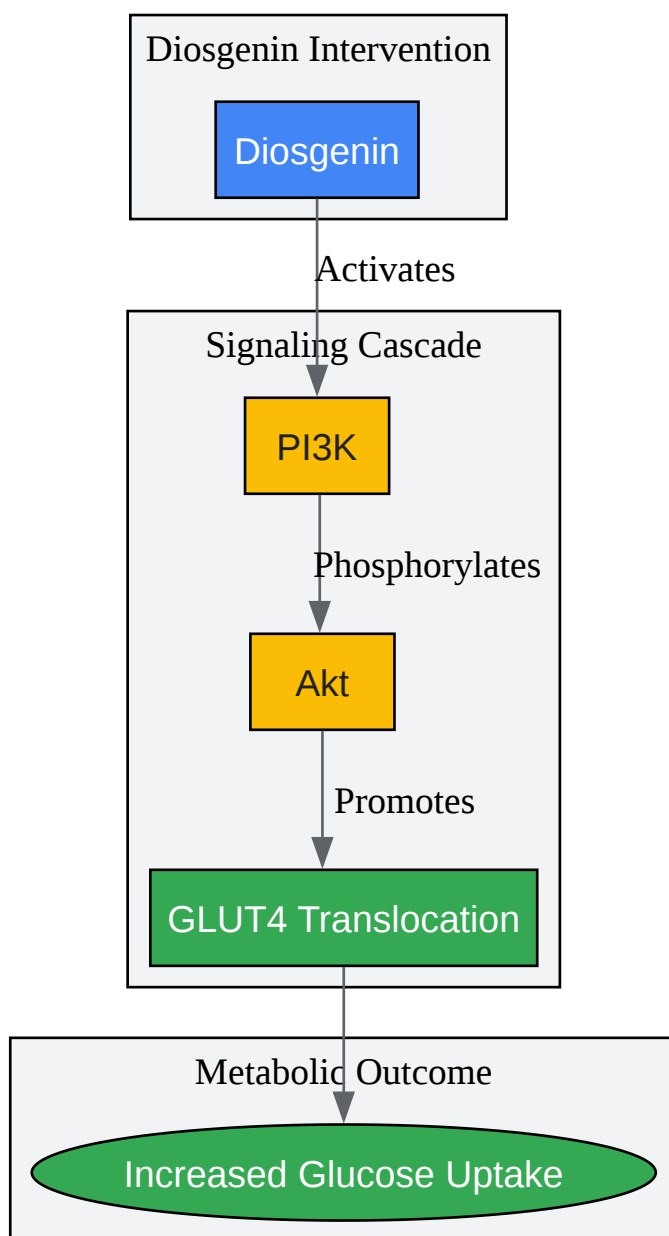 Diosgenin Intervention
Diosgenin
Activates
Signaling Cascade
PI3K
Phosphorylates
Akt
Promotes
GLUT4 Translocation
Metabolic Outcome
Increased Glucose Uptake